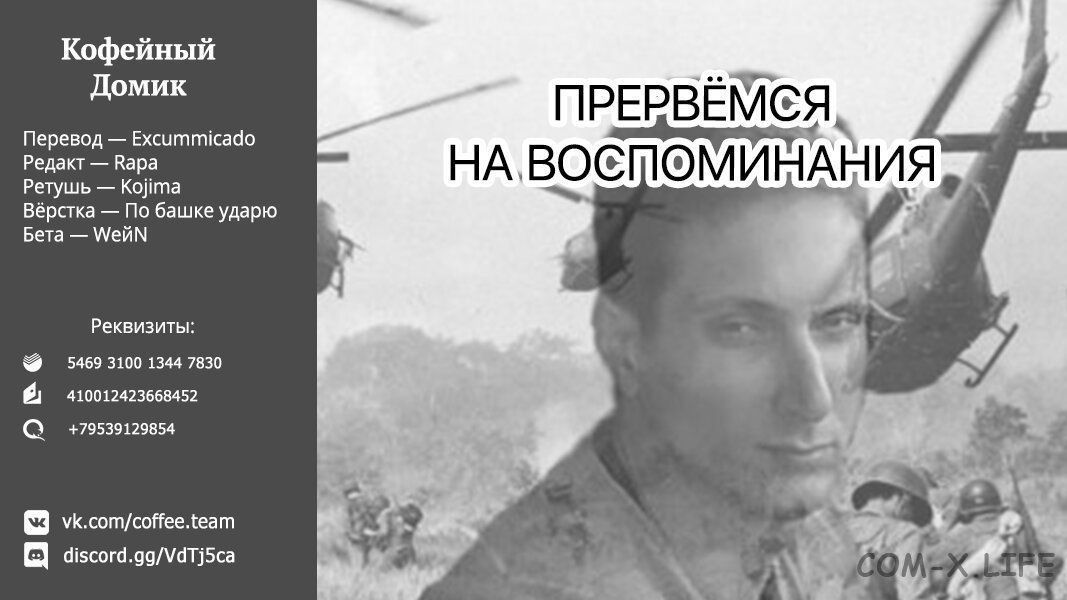 Кофейный
Домик
Перевод — Excummicado
Редакт — Rapa
Ретушь — Kojima
Вёрстка — По башке ударю
Бета — WeйN
Реквизиты:
5469 3100 1344 7830
410012423668452
+79539129854
vk.com/coffee.team
discord.gg/VdTj5ca
ПРЕРВЁМСЯ
НА ВОСПОМИНАНИЯ
COM-X.LIFE